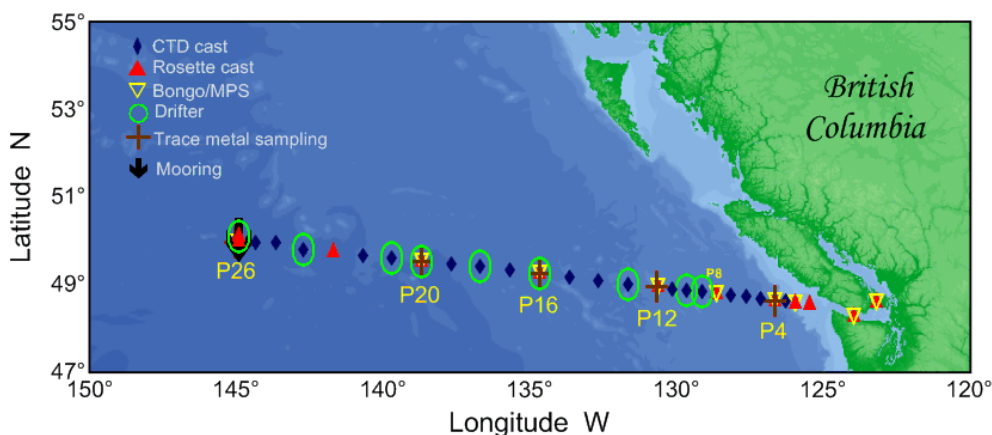 55°
53°
51°
49°
47°
Latitude N
CTD cast
Rosette cast
Bongo/MPS
Drifter
Trace metal sampling
Mooring
British
Columbia
P26
P20
P16
P12
P8
P4
150° 145° 140° 135° 130° 125° 120°
Longitude W